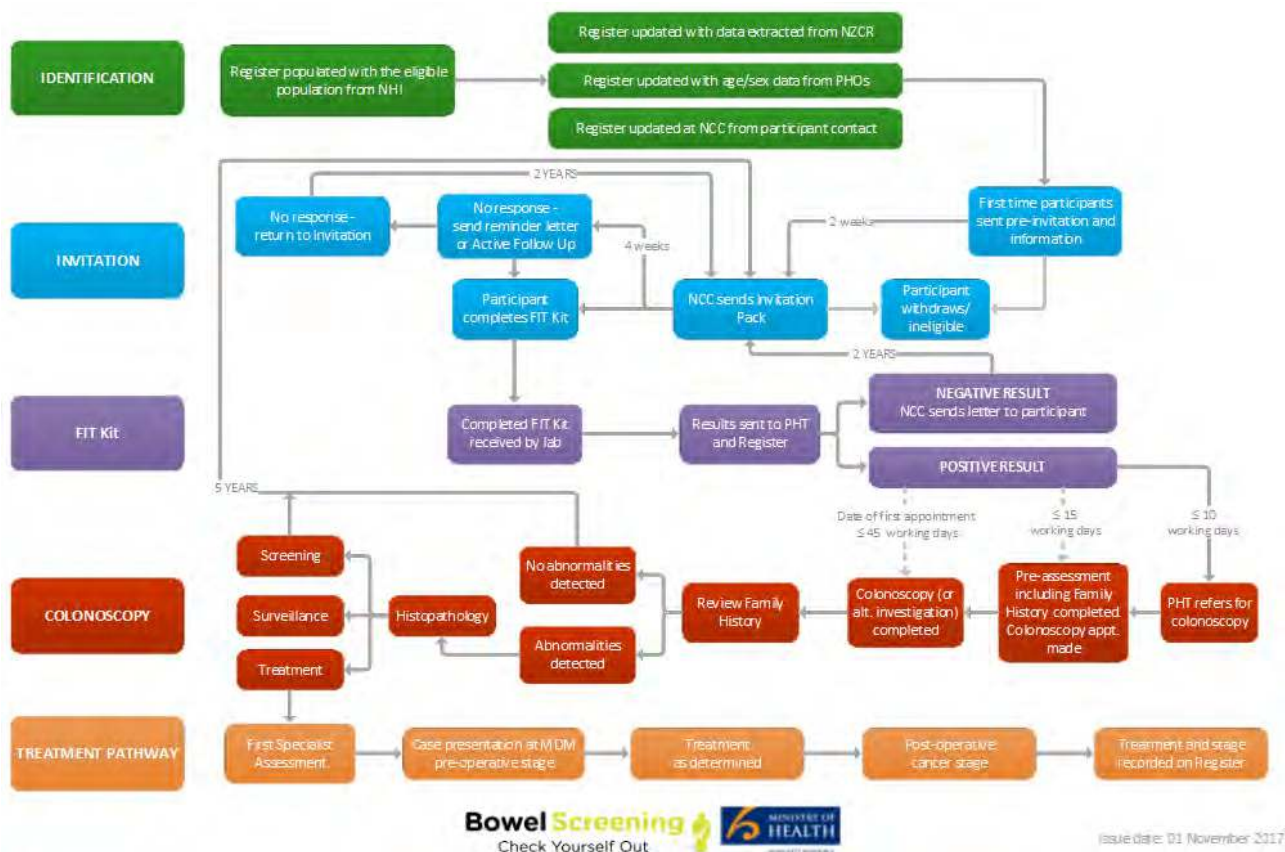 IDENTIFICATION
Register populated with the eligible
population from NHI
Register updated with data extracted from NZCR
Register updated with age/sex data from PHOs
Register updated at NCC from participant contact
INVITATION
2 YEARS
No response -
return to Invitation
No response -
send reminder letter
or Active Follow Up
4 weeks
2 weeks
First time participants
sent pre-invitation and
information
Participant
completes FIT Kit
NCC sends Invitation
Pack
Participant
withdraws/
ineligible
2 YEARS
FIT Kit
Completed FIT Kit
received by lab
Results sent to PHT
and Register
NEGATIVE RESULT
NCC sends letter to participant
POSITIVE RESULT
5 YEARS
Date of first appointment
≤ 45 working days
≤ 15
working days
≤ 10
working days
COLONOSCOPY
Screening
Surveillance
Treatment
Histopathology
No abnormalities
detected
Abnormalities
detected
Review Family
History
Colonoscopy (or
alt. investigation)
completed
Pre-assessment
including Family
History completed.
Colonoscopy appt.
made
PHT refers for
colonoscopy
TREATMENT PATHWAY
First Specialist
Assessment.
Case presentation at MDM
pre-operative stage
Treatment
as determined
Post-operative
cancer stage
Treatment and stage
recorded on Register
Bowel Screening
Check Yourself Out
MINISTRY OF
HEALTH
Issue date: 01 November 2017